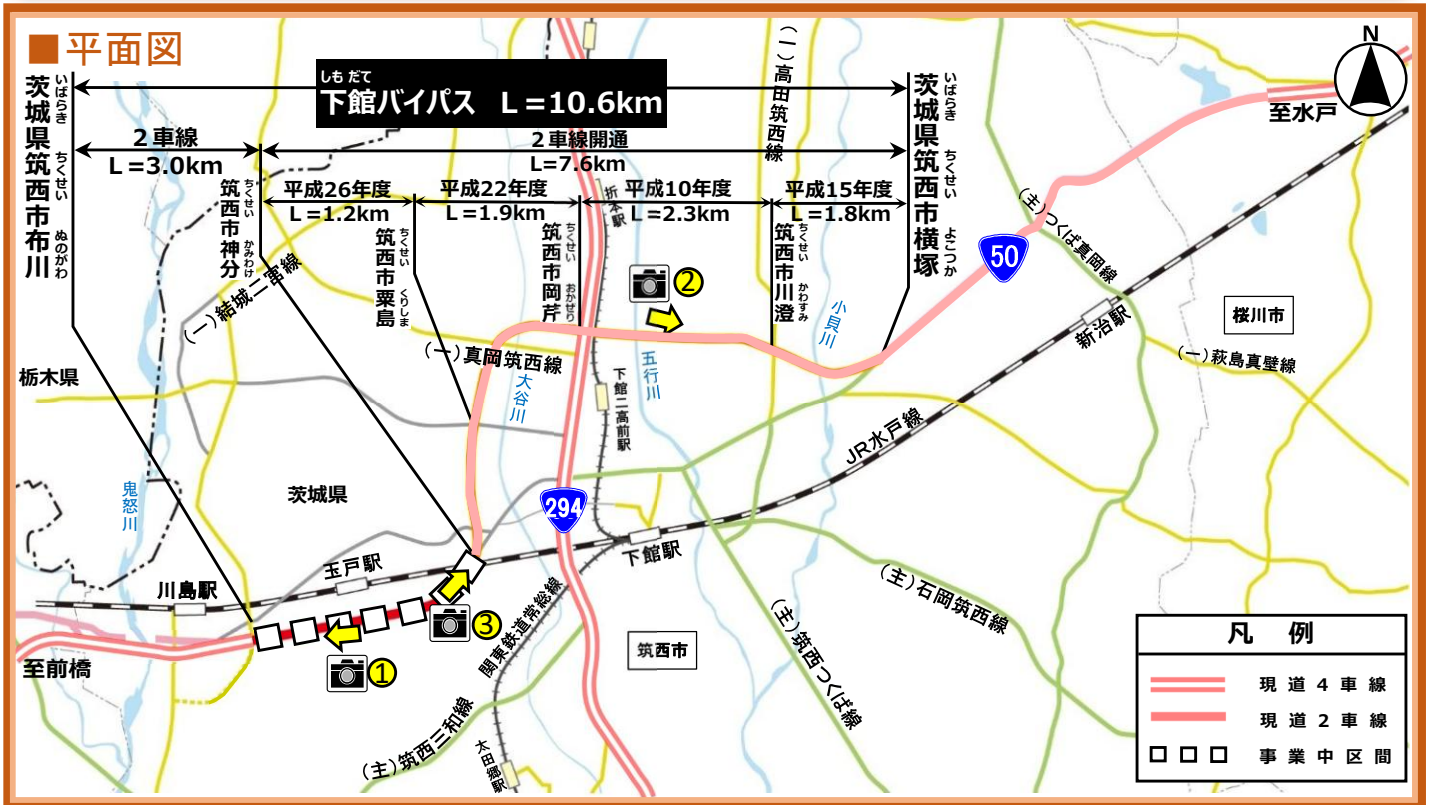 ■平面図
しもだて
下館バイパス L=10.6km
いばらき ちくせい ぬのがわ
茨城県筑西市布川
いばらき ちくせい よこつか
茨城県筑西市横塚
2車線
L=3.0km
2車線開通
L=7.6km
平成26年度
L=1.2km
平成22年度
L=1.9km
平成10年度
L=2.3km
平成15年度
L=1.8km
ちくせい かみわけ
筑西市神分
ちくせい くりしま
筑西市粟島
ちくせい おかぜり
筑西市岡芹
ちくせい かわすみ
筑西市川澄
(一)高田筑西線
折本駅
N
至水戸
(主)つくば真岡線
50
②
小貝川
新治駅
桜川市
(一)萩島真壁線
(一)結城二宮線
(一)真岡筑西線
大谷川
五行川
下館二高前駅
栃木県
茨城県
鬼怒川
294
JR水戸線
下館駅
玉戸駅
川島駅
③
①
至前橋
関東鉄道常総線
筑西市
(主)石岡筑西線
(主)筑西つくば線
(主)筑西三和線
太田郷駅
凡 例
現道4車線
現道2車線
事業中区間